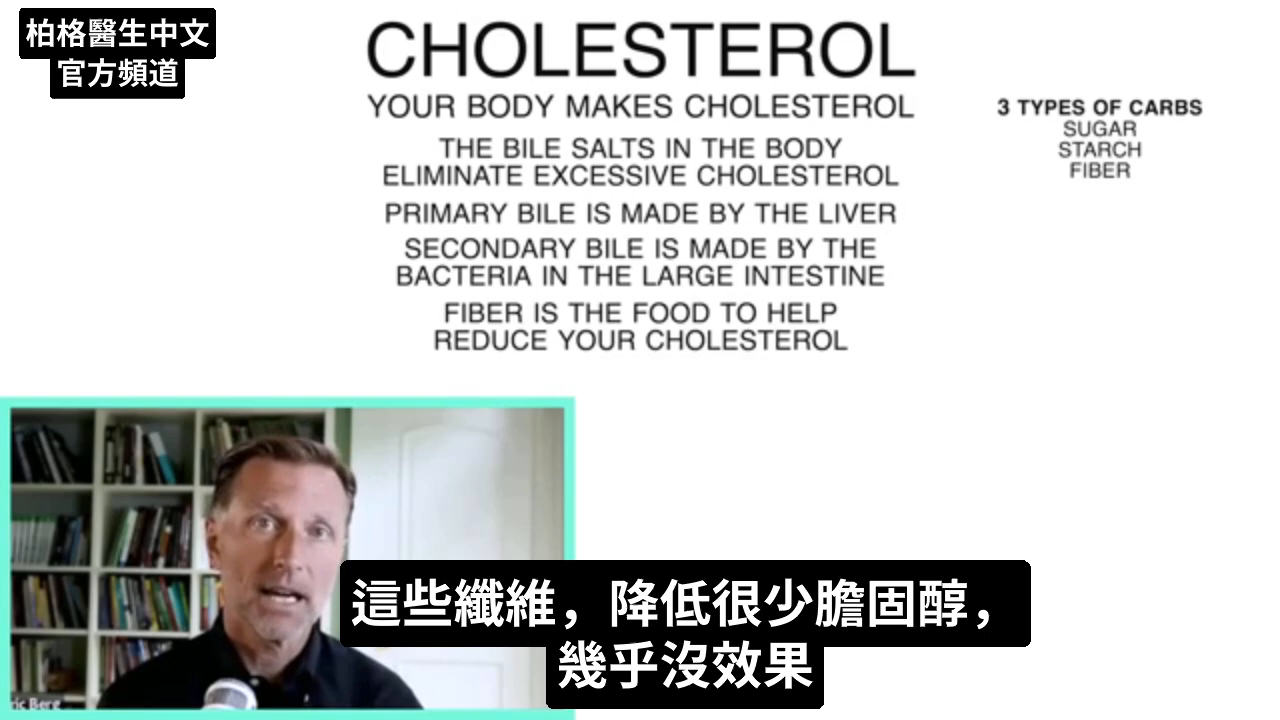 柏格醫生中文
官方頻道
CHOLESTEROL
YOUR BODY MAKES CHOLESTEROL
THE BILE SALTS IN THE BODY
ELIMINATE EXCESSIVE CHOLESTEROL
PRIMARY BILE IS MADE BY THE LIVER
SECONDARY BILE IS MADE BY THE
BACTERIA IN THE LARGE INTESTINE
FIBER IS THE FOOD TO HELP
REDUCE YOUR CHOLESTEROL
3 TYPES OF CARBS
SUGAR
STARCH
FIBER
這些纖維，降低很少膽固醇，
幾乎沒效果
ric Berg